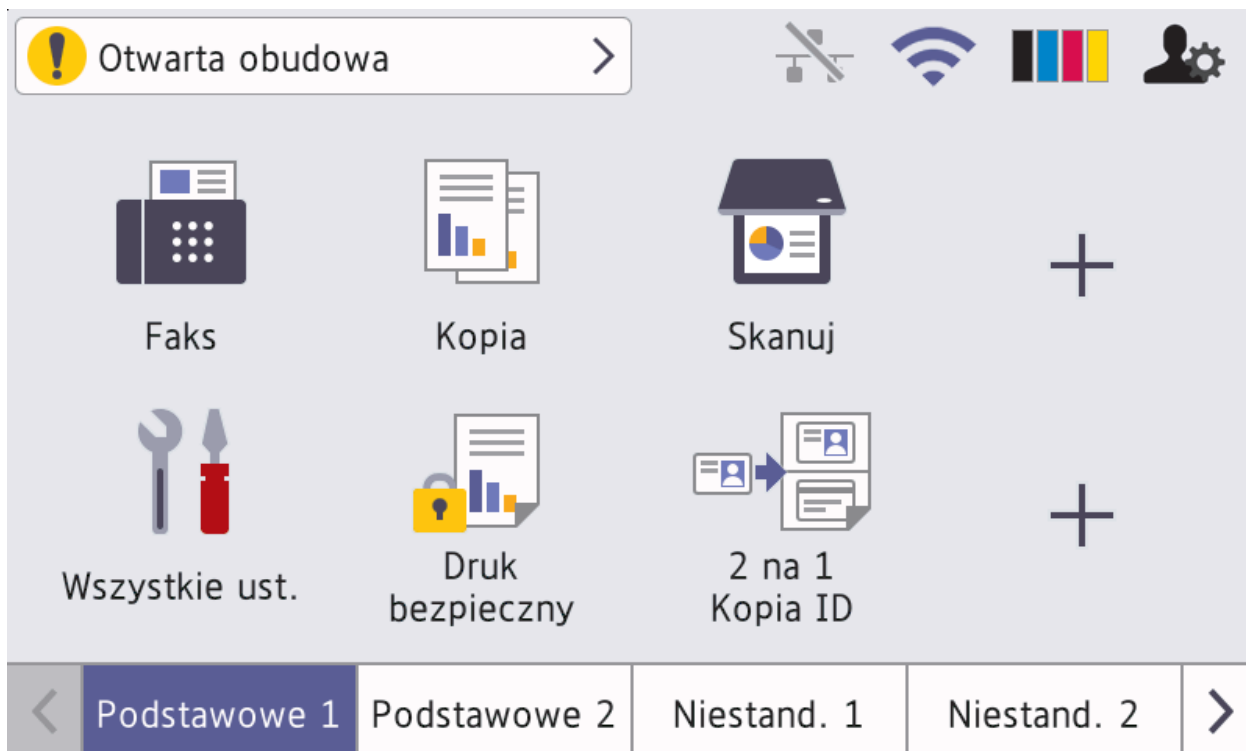 Otwarta obudowa
Faks
Kopia
Skanuj
Wszystkie ust.
Druk
bezpieczny
2 na 1
Kopia ID
Podstawowe 1
Podstawowe 2
Niestand. 1
Niestand. 2